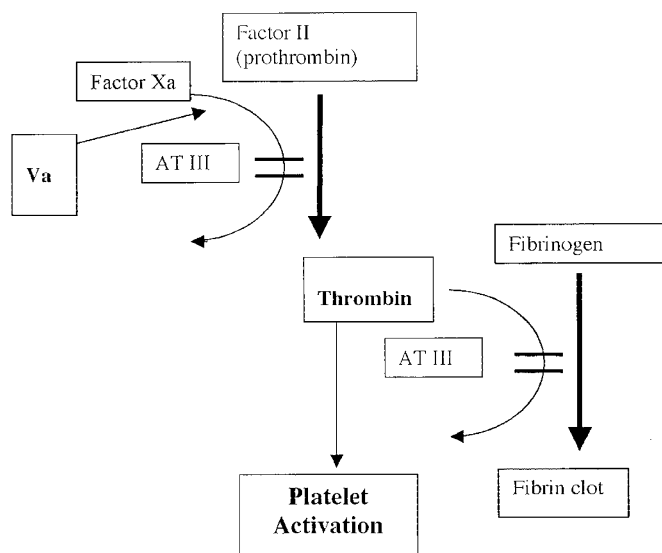 Factor II
(prothrombin)
Factor Xa
Va
AT III
Fibrinogen
Thrombin
AT III
Platelet
Activation
Fibrin clot